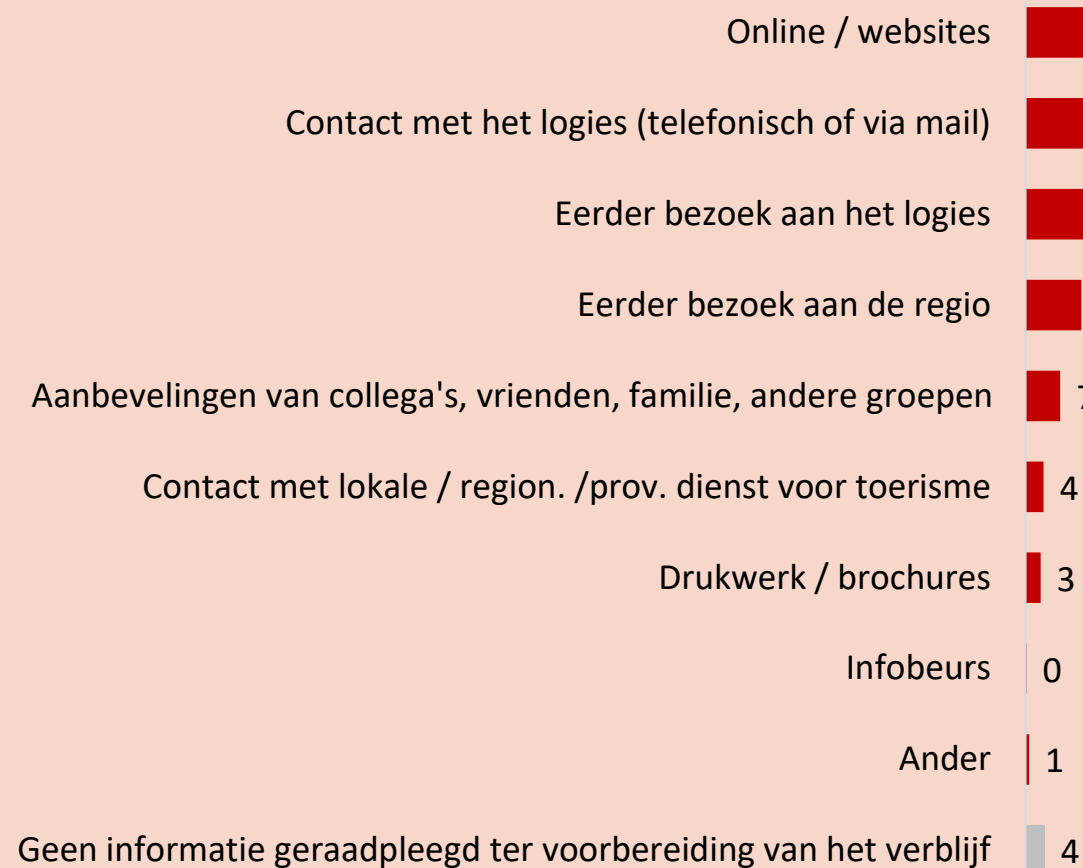 Online / websites
Contact met het logies (telefonisch of via mail)
Eerder bezoek aan het logies
Eerder bezoek aan de regio
Aanbevelingen van collega's, vrienden, familie, andere groepen
Contact met lokale / region. /prov. dienst voor toerisme 4
Drukwerk / brochures 3
Infobeurs 0
Ander 1
Geen informatie geraadpleegd ter voorbereiding van het verblijf 4